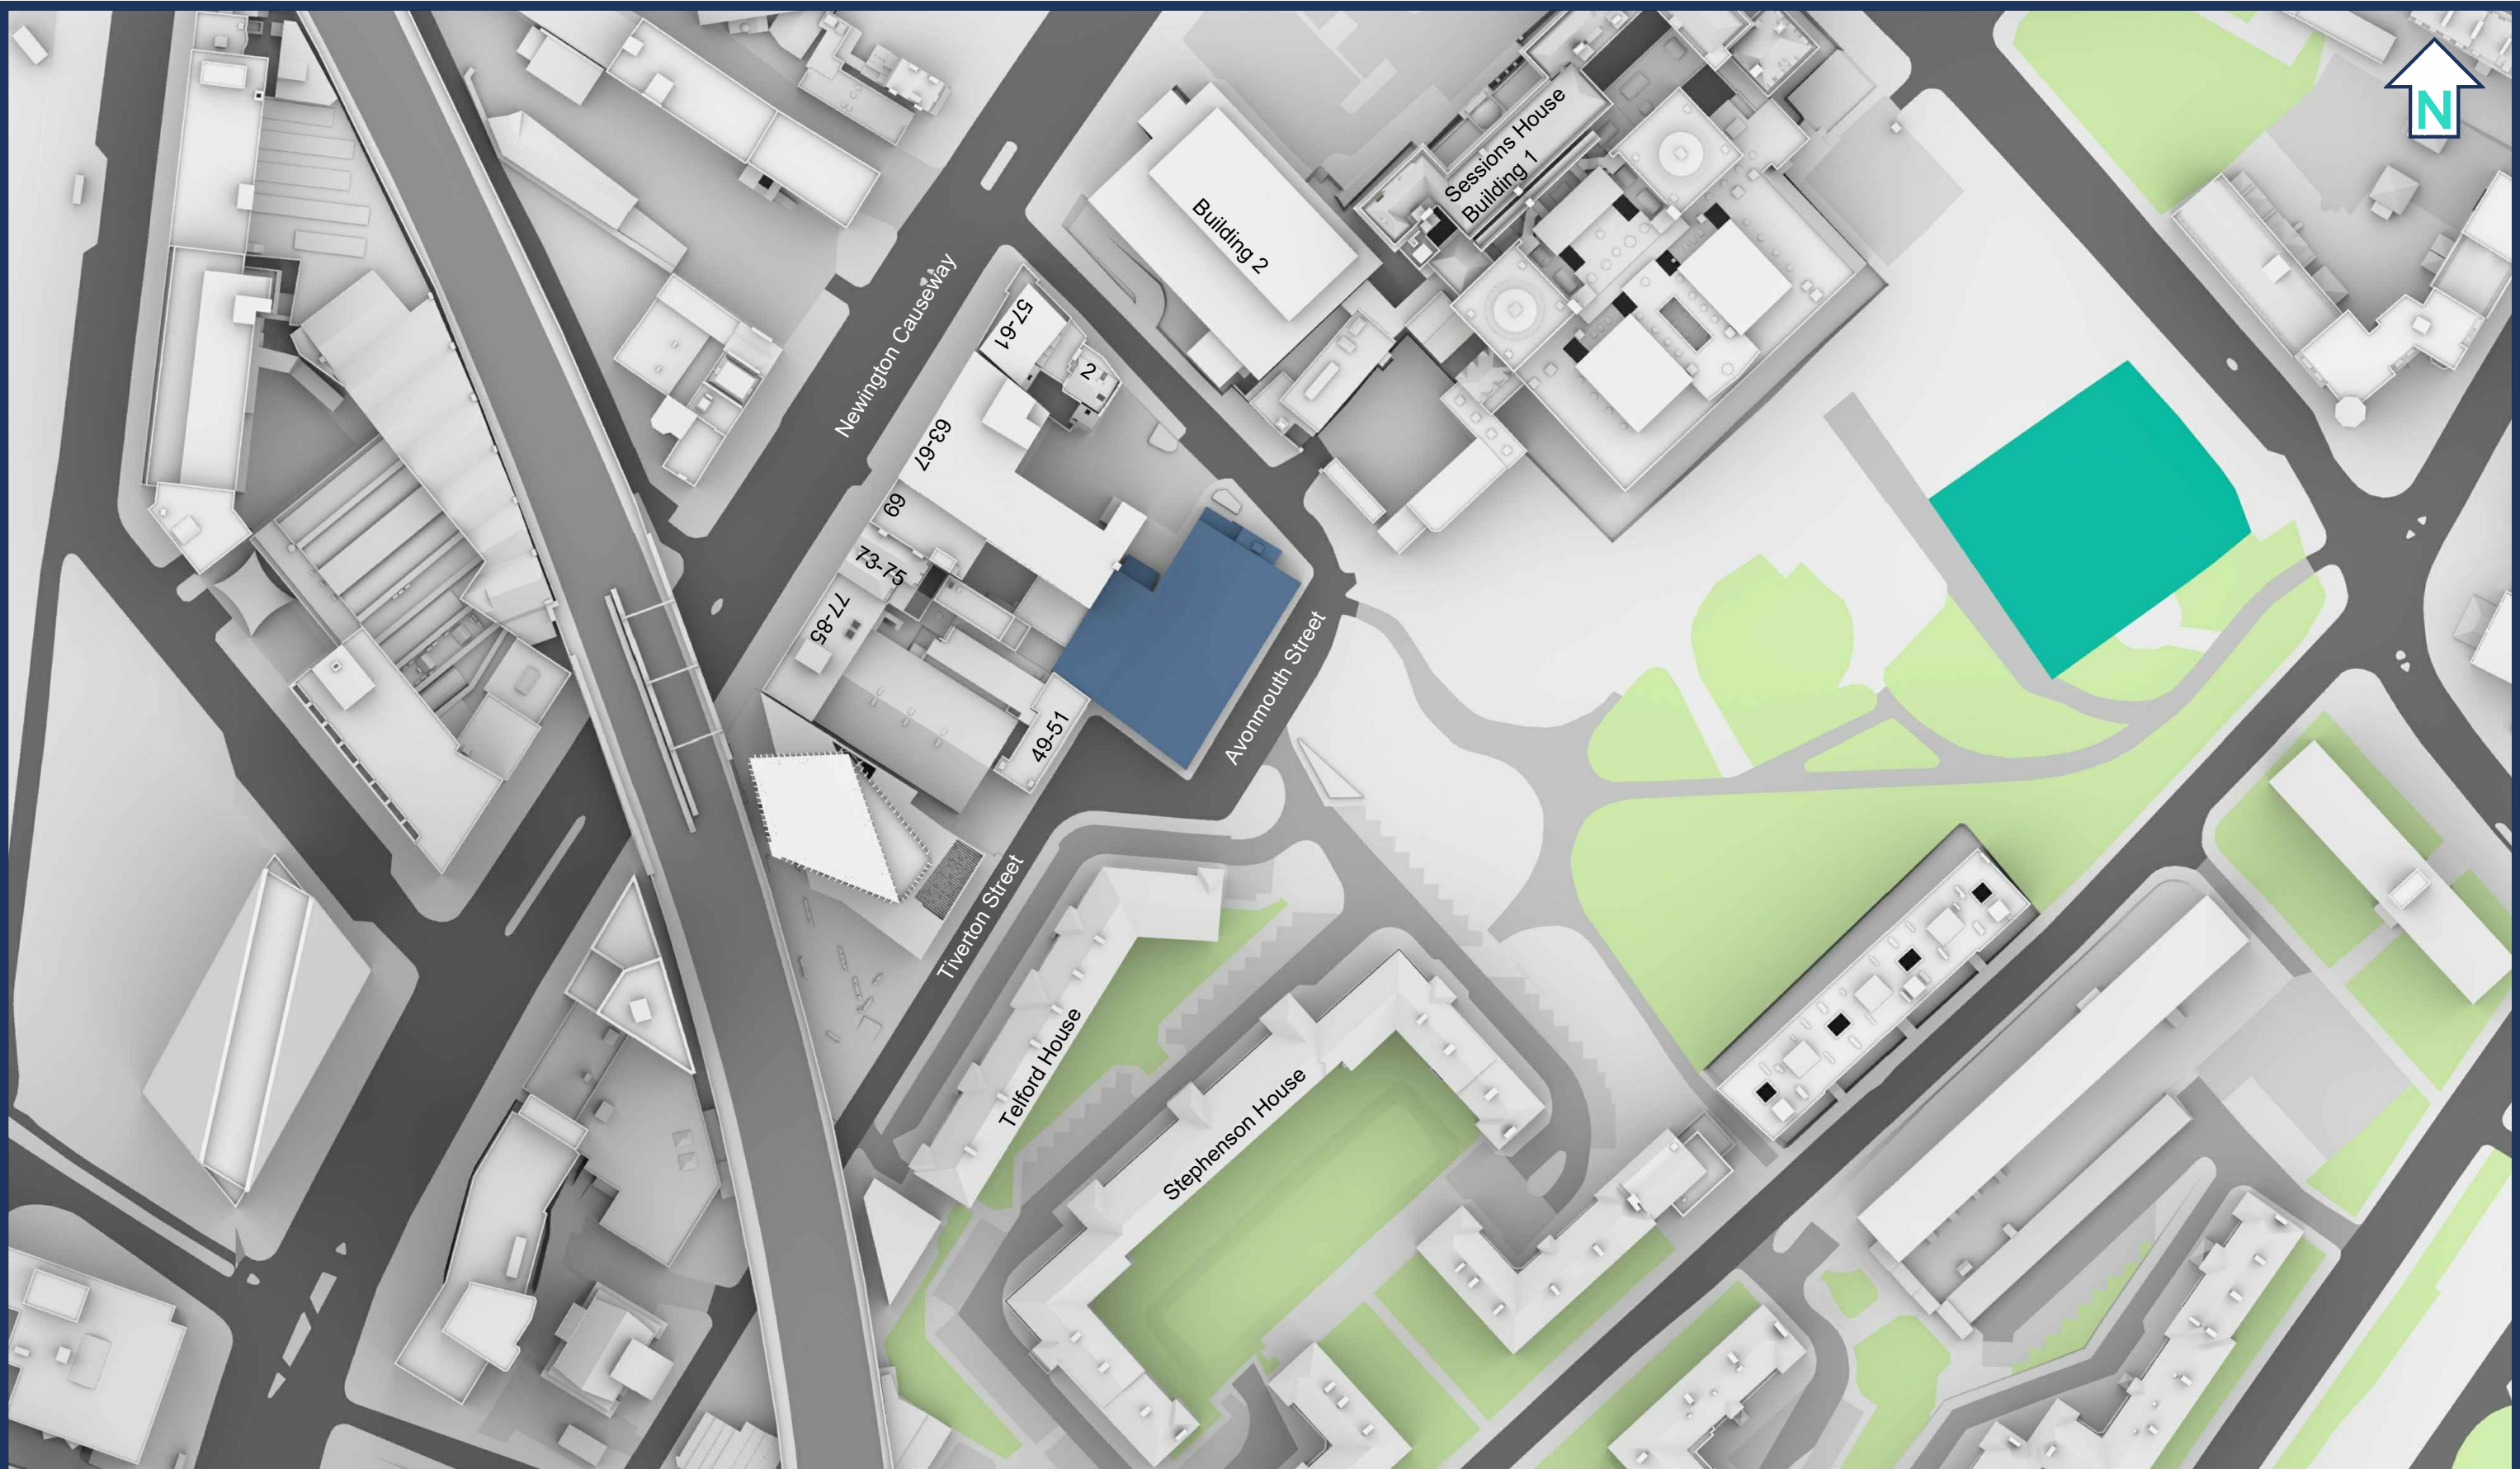 N
Sessions House
Building 1
Building 2
Newington Causeway
57-61
2
63-67
69
73-75
77-85
49-51
Avonmouth Street
Tiverton Street
Telford House
Stephenson House